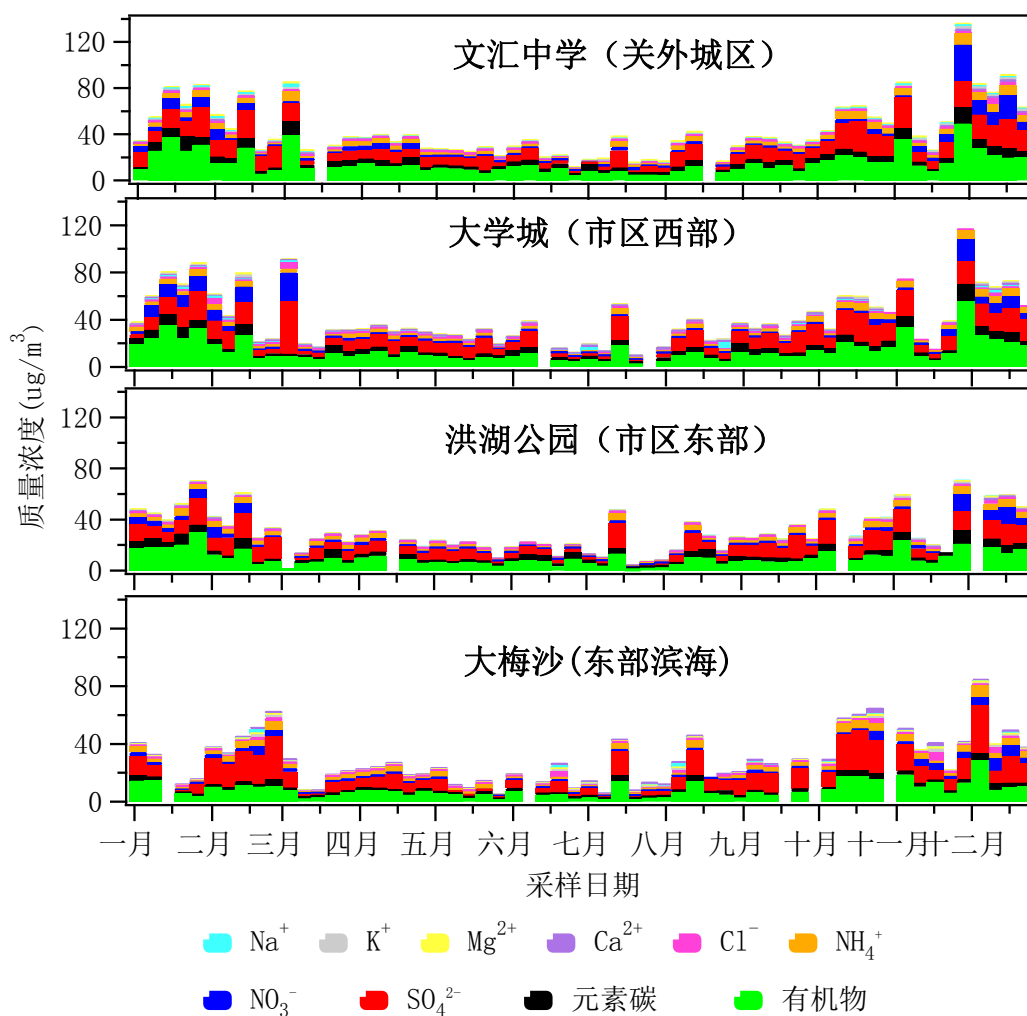 文汇中学（关外城区）
120
80
40
0
大学城（市区西部）
120
80
40
0
洪湖公园（市区东部）
120
80
40
0
大梅沙(东部滨海)
120
80
40
0
质量浓度(ug/m³)
一月 二月 三月 四月 五月 六月 七月 八月 九月 十月 十一月 十二月
采样日期
Na⁺ K⁺ Mg²⁺ Ca²⁺ Cl⁻ NH₄⁺
NO₃⁻ SO₄²⁻ 元素碳 有机物